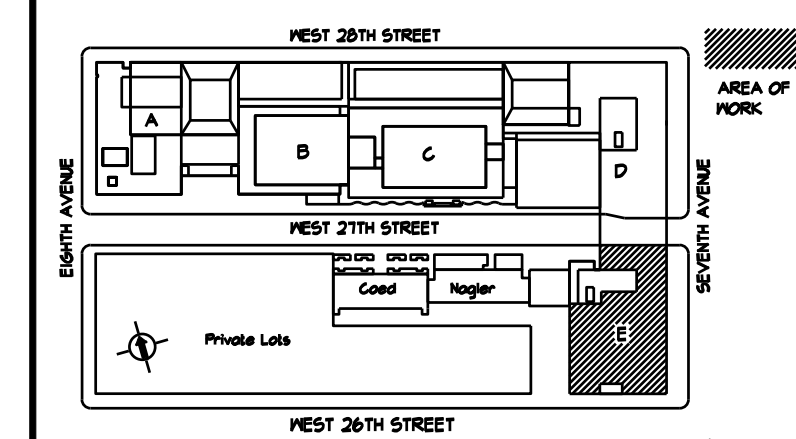 WEST 28TH STREET
AREA OF
WORK
A
B
C
D
EIGHTH AVENUE
SEVENTH AVENUE
WEST 27TH STREET
Coed
Nagler
Private Lots
E
WEST 26TH STREET